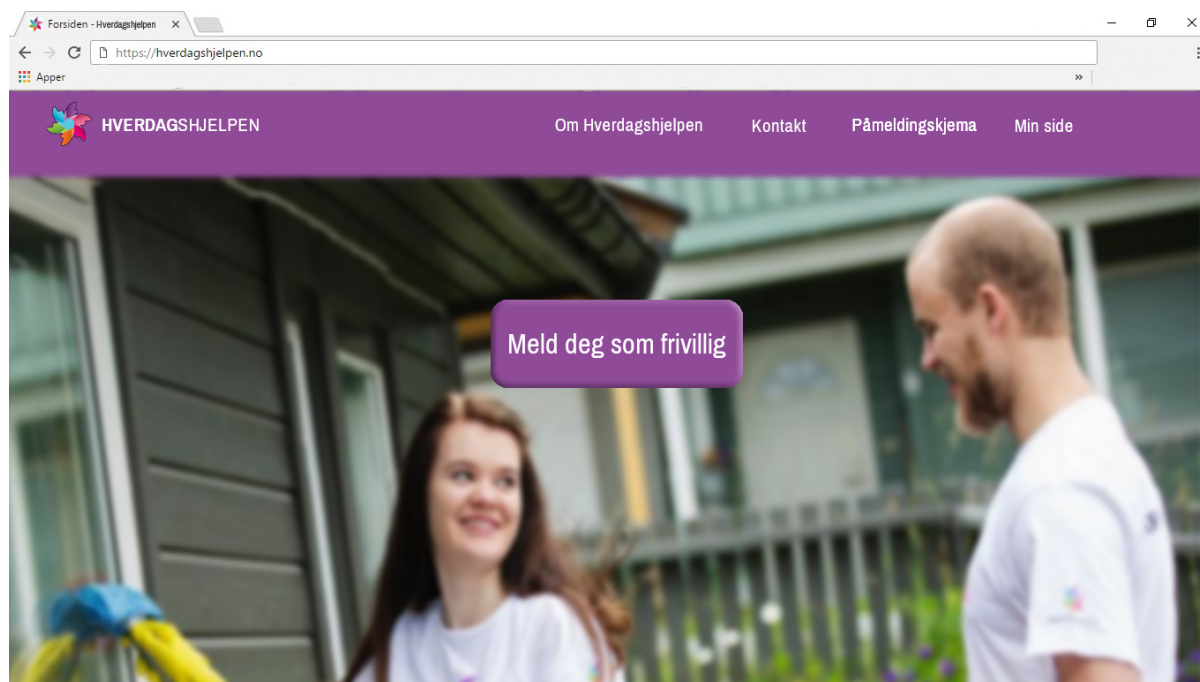 Forsiden - Hverdagshjelpen
https://hverdagshjelpen.no
Apper
»
HVERDAGSHJELPEN
Om Hverdagshjelpen
Kontakt
Påmeldingskjema
Min side
Meld deg som frivillig